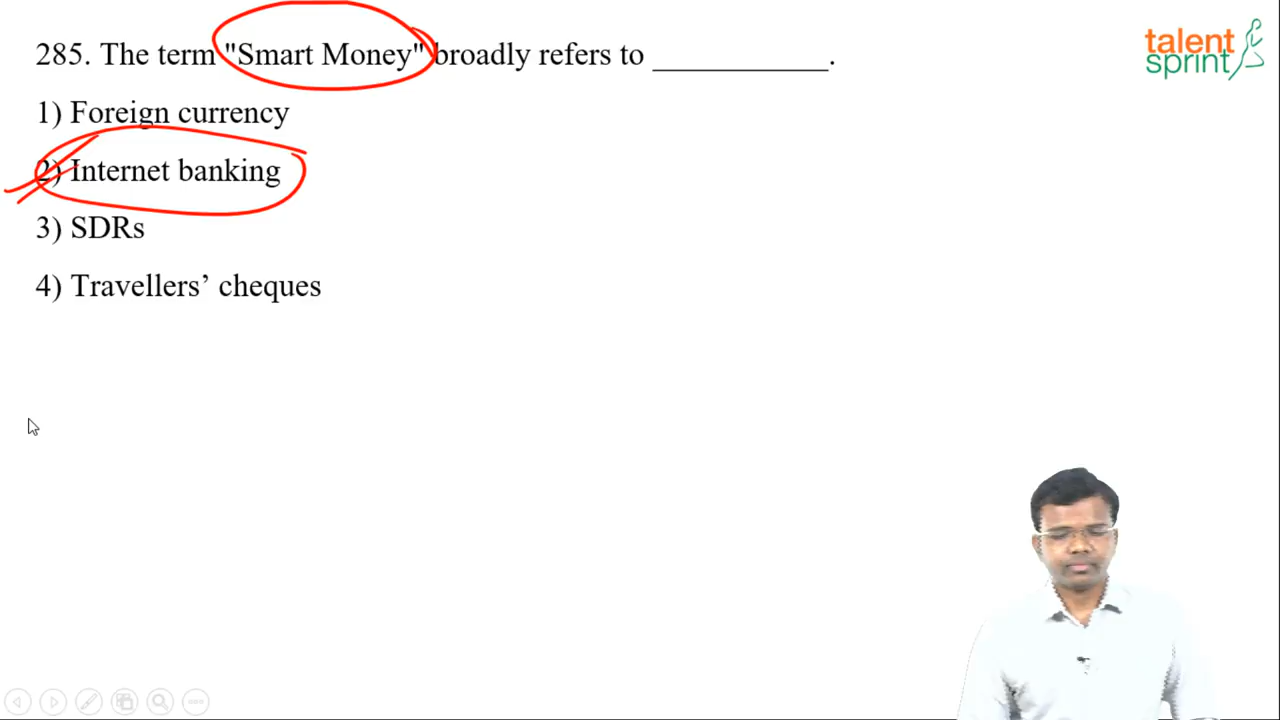 285. The term "Smart Money" broadly refers to ___________.
talent
sprint
1) Foreign currency
2) Internet banking
3) SDRs
4) Travellers’ cheques